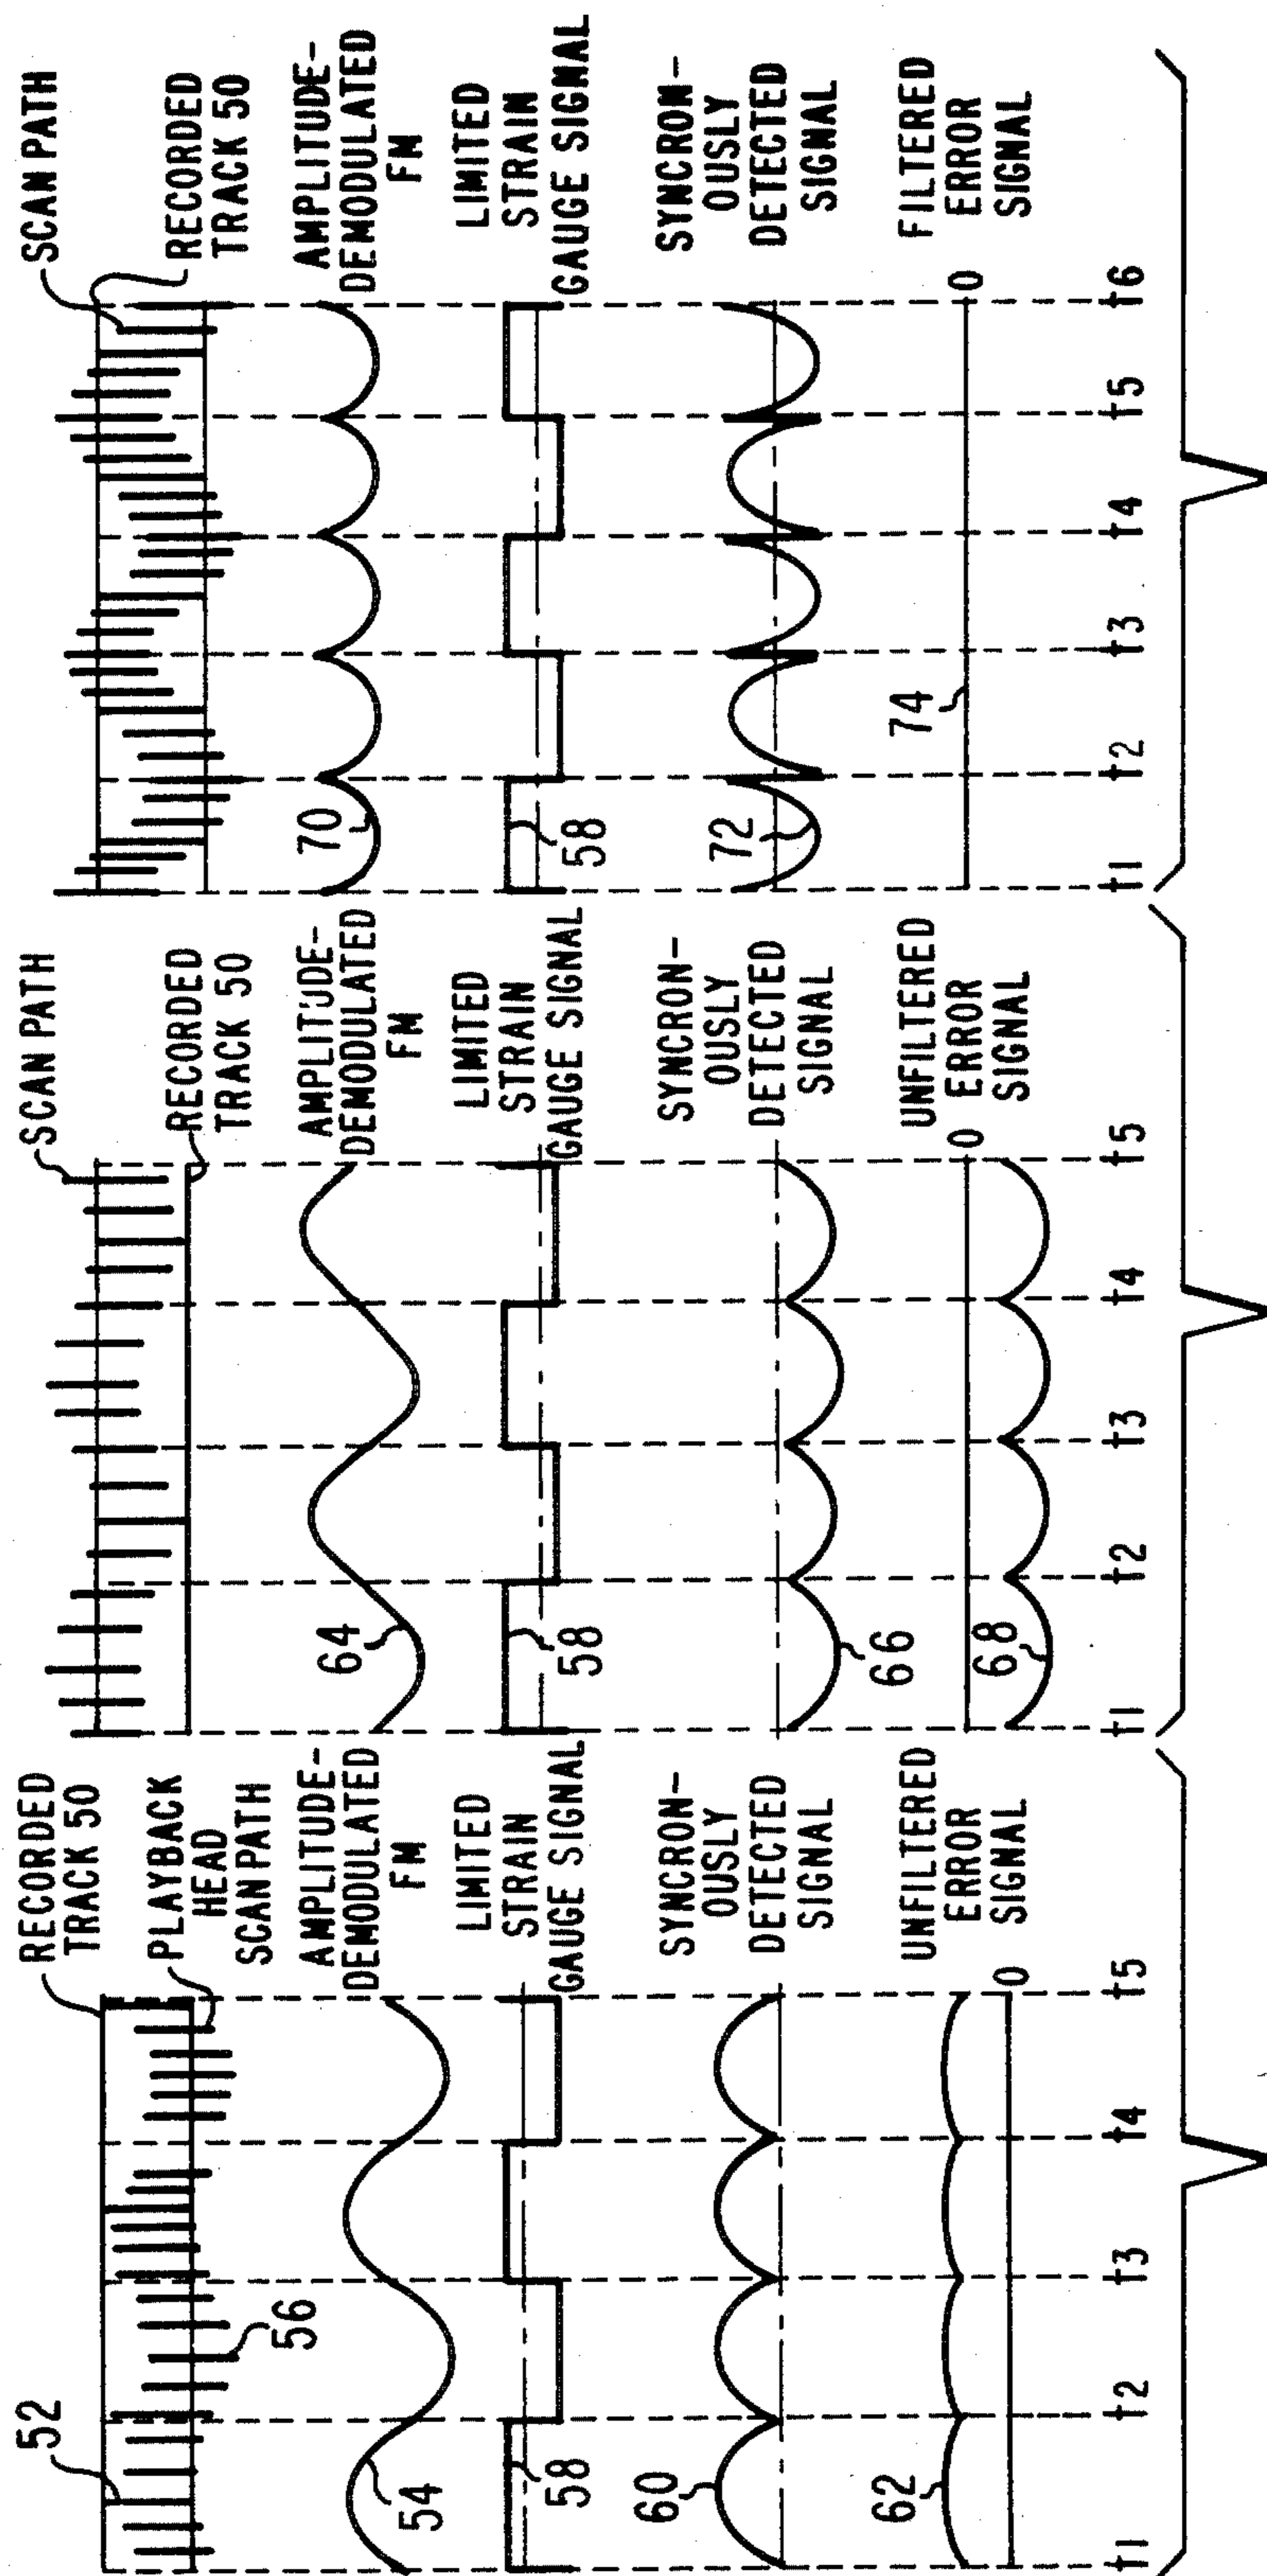 RECORDED
TRACK 50
52
PLAYBACK
HEAD
SCAN PATH
56
AMPLITUDE-
DEMODULATED
FM
54
LIMITED
STRAIN
GAUGE SIGNAL
58
SYNCRON-
OUSLY
DETECTED
SIGNAL
60
UNFILTERED
ERROR
SIGNAL
62
0
t1
t2
t3
t4
t5
SCAN PATH
RECORDED
TRACK 50
AMPLITUDE-
DEMODULATED
FM
64
LIMITED
STRAIN
GAUGE SIGNAL
58
SYNCRON-
OUSLY
DETECTED
SIGNAL
66
UNFILTERED
0 ERROR
SIGNAL
68
t1
t2
t3
t4
t5
SCAN PATH
RECORDED
TRACK 50
AMPLITUDE-
DEMODULATED
FM
70
LIMITED
STRAIN
GAUGE SIGNAL
58
SYNCRON-
OUSLY
DETECTED
SIGNAL
72
FILTERED
ERROR
SIGNAL
74
0
t1
t2
t3
t4
t5
t6